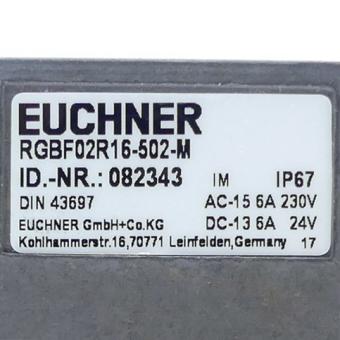 EUCHNER
RGBF02R16-502-M
ID.-NR.: 082343 IM IP67
DIN 43697 AC-15 6A 230V
EUCHNER GmbH+Co.KG DC-13 6A 24V
Kohlhammerstr.16,70771 Leinfelden,Germany 17